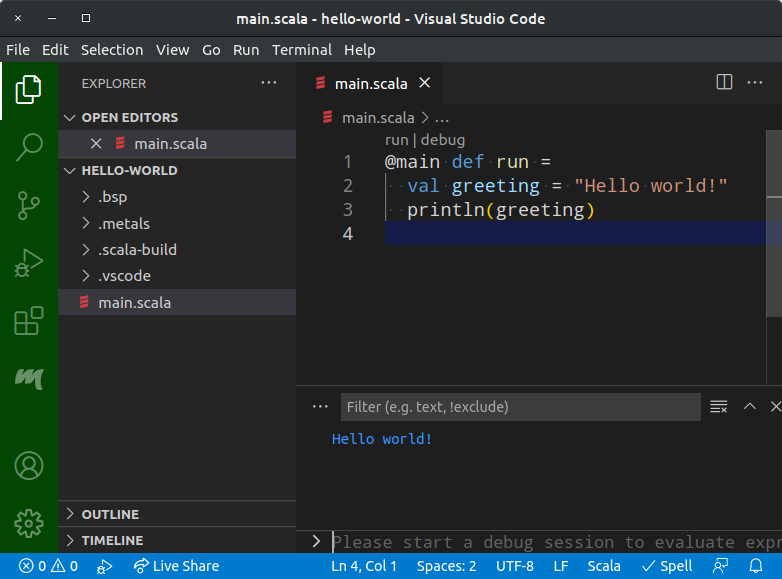 main.scala - hello-world - Visual Studio Code
File Edit Selection View Go Run Terminal Help
EXPLORER ...
OPEN EDITORS
main.scala
HELLO-WORLD
.bsp
.metals
.scala-build
.vscode
main.scala
OUTLINE
TIMELINE
main.scala
main.scala > ...
run | debug
1 @main def run =
2 val greeting = "Hello world!"
3 println(greeting)
4
Filter (e.g. text, !exclude)
Hello world!
Please start a debug session to evaluate expr
0 0 Live Share Ln 4, Col 1 Spaces: 2 UTF-8 LF Scala Spell